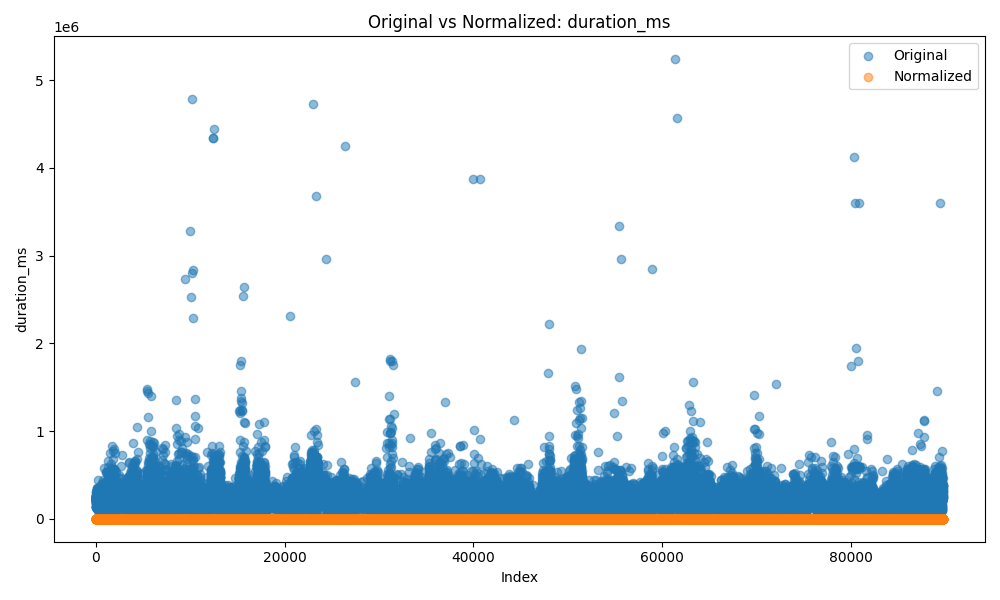 Original vs Normalized: duration_ms
1e6
Original
Normalized
5
4
3
2
1
0
duration_ms
0 20000 40000 60000 80000
Index